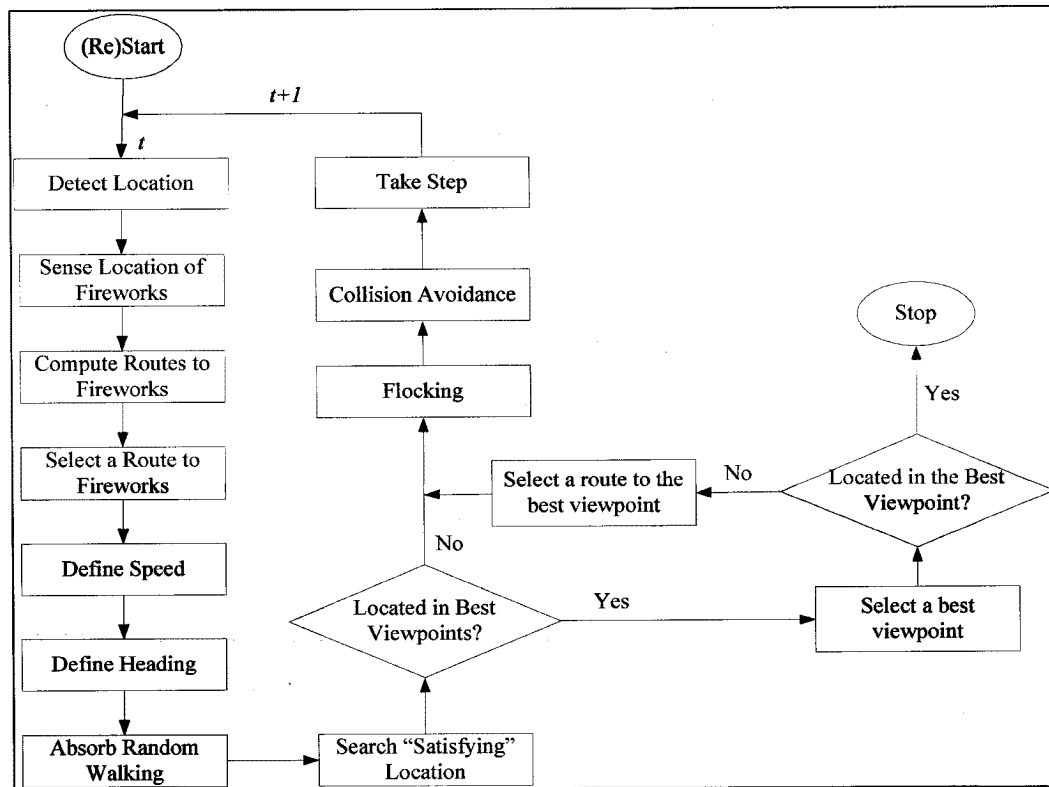 (Re)Start
t+1
t
Detect Location
Take Step
Sense Location of
Fireworks
Collision Avoidance
Stop
Compute Routes to
Fireworks
Flocking
Yes
Select a Route to
Fireworks
Select a route to the
best viewpoint
No
Located in the Best
Viewpoint?
No
Define Speed
Located in Best
Viewpoints?
Yes
Select a best
viewpoint
Define Heading
Absorb Random
Walking
Search “Satisfying”
Location